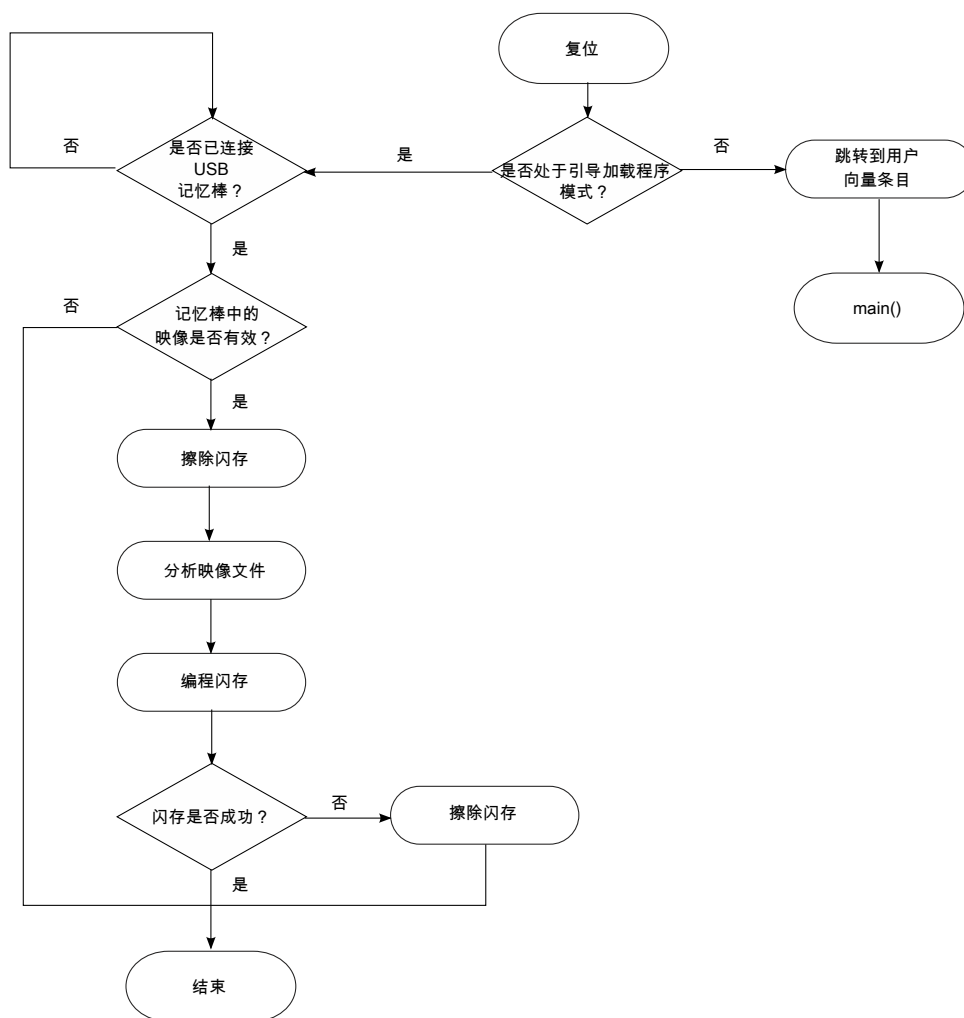 复位
否
是否已连接
USB
记忆棒？
是
是否处于引导加载程序
模式？
否
跳转到用户
向量条目
是
main()
否
记忆棒中的
映像是否有效？
是
擦除闪存
分析映像文件
编程闪存
闪存是否成功？
否
擦除闪存
是
结束